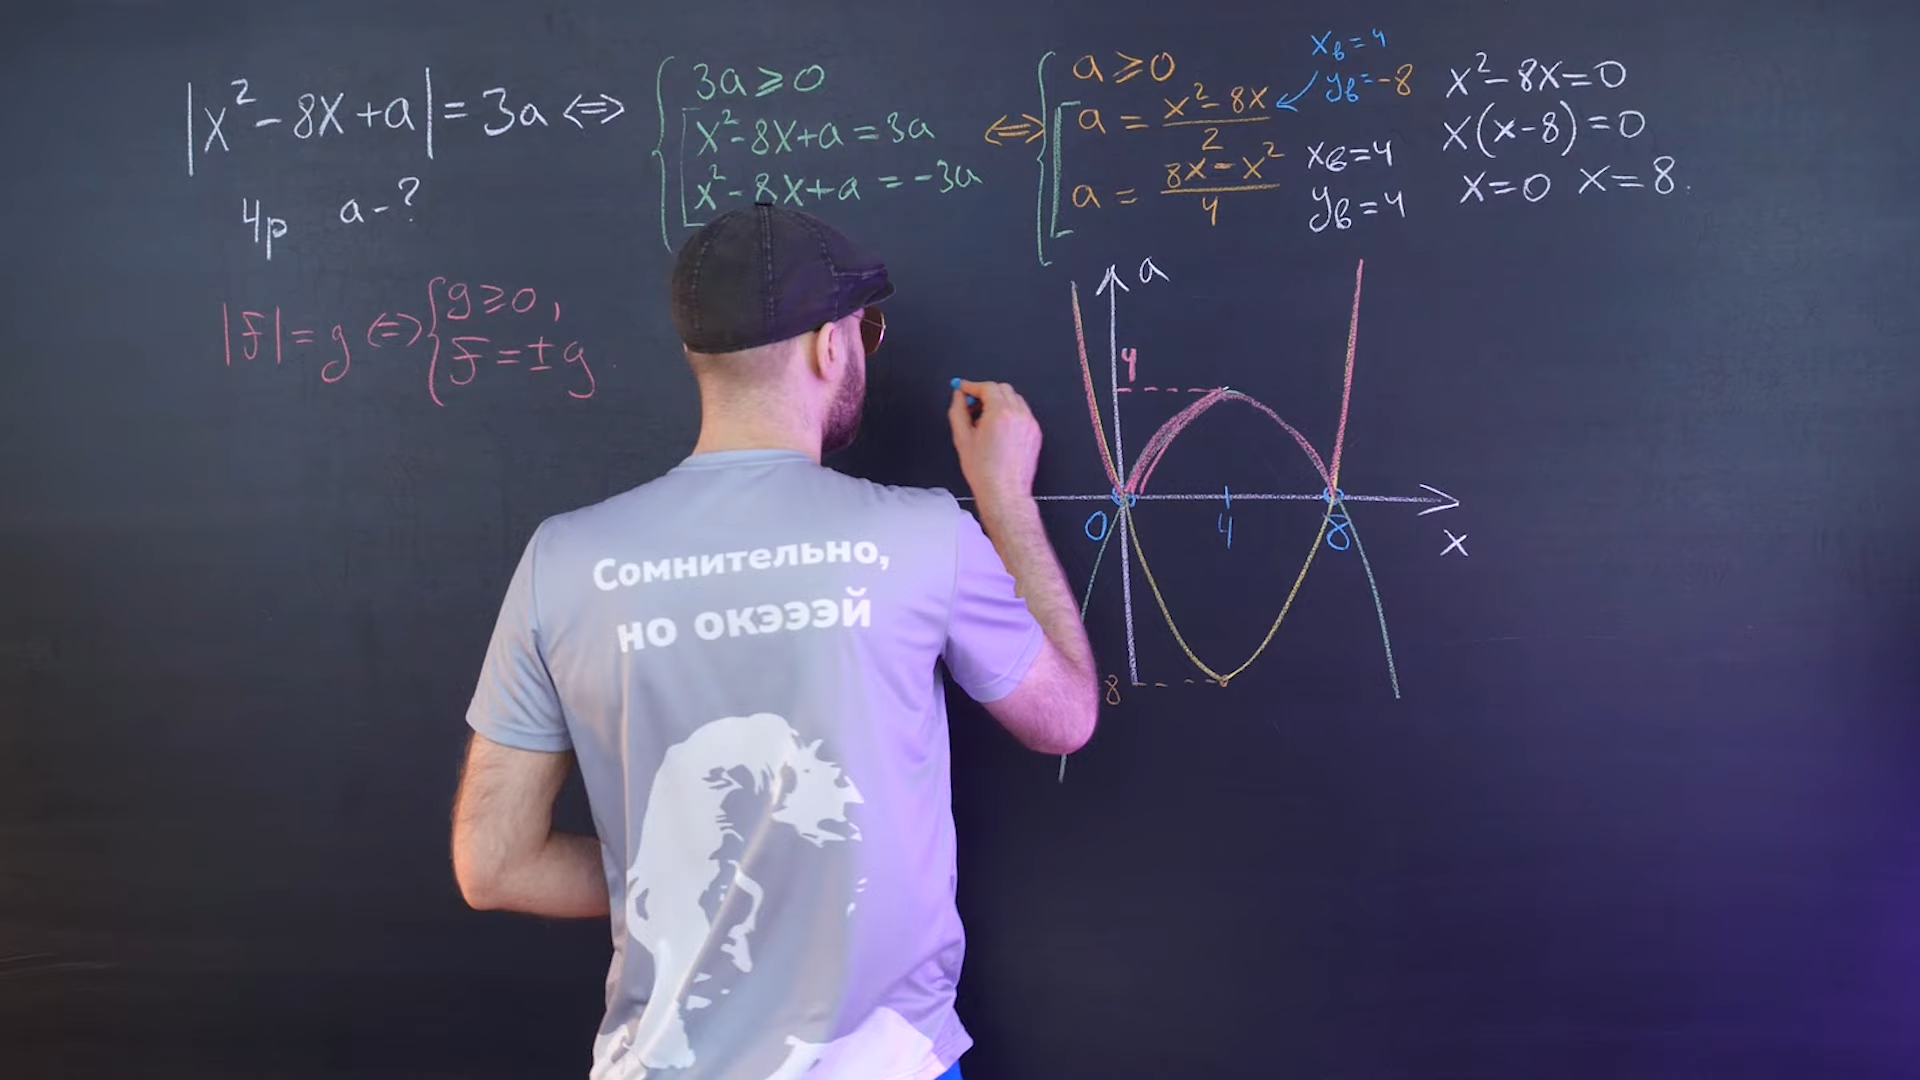 |x² - 8x + a| = 3a ⇔
4р a - ?
|f| = g ⇔ { g ≥ 0,
f = ± g.
3a ≥ 0
x² - 8x + a = 3a
x² - 8x + a = -3a
⇔
a ≥ 0
a = (x² - 8x)/2
a = (8x - x²)/4
xв = 4
yв = -8
xв = 4
yв = 4
x² - 8x = 0
x(x - 8) = 0
x = 0 x = 8.
a
4
0 4 8
x
8
Сомнительно,
но окэээй